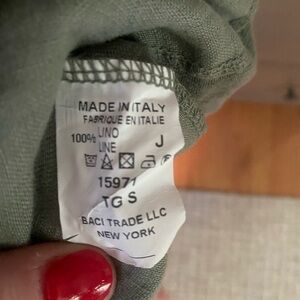 MADE IN ITALY
FABRIQUE EN ITALIE
100% LINO J
LINE
15971
TG S
BACI TRADE LLC
NEW YORK